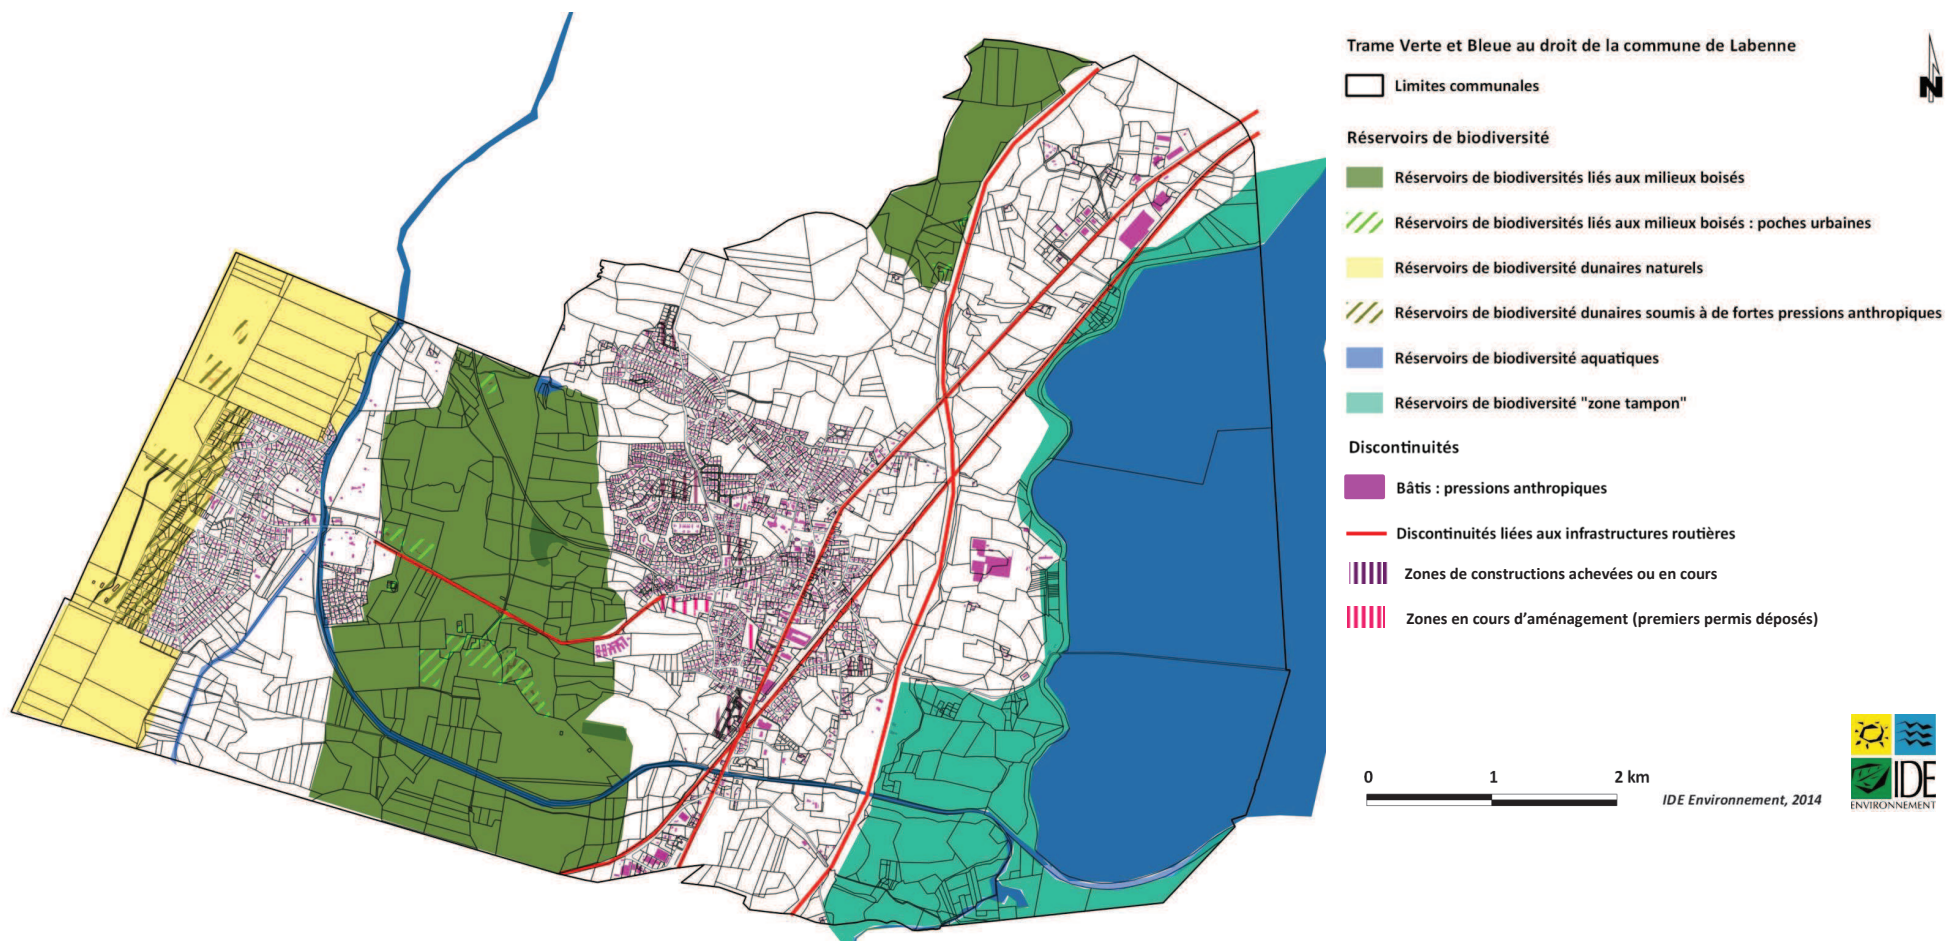 Trame Verte et Bleue au droit de la commune de Labenne
N
Limites communales
Réservoirs de biodiversité
Réservoirs de biodiversités liés aux milieux boisés
Réservoirs de biodiversités liés aux milieux boisés : poches urbaines
Réservoirs de biodiversité dunaires naturels
Réservoirs de biodiversité dunaires soumis à de fortes pressions anthropiques
Réservoirs de biodiversité aquatiques
Réservoirs de biodiversité "zone tampon"
Discontinuités
Bâtis : pressions anthropiques
Discontinuités liées aux infrastructures routières
Zones de constructions achevées ou en cours
Zones en cours d'aménagement (premiers permis déposés)
0 1 2 km
IDE Environnement, 2014
IDE
ENVIRONNEMENT